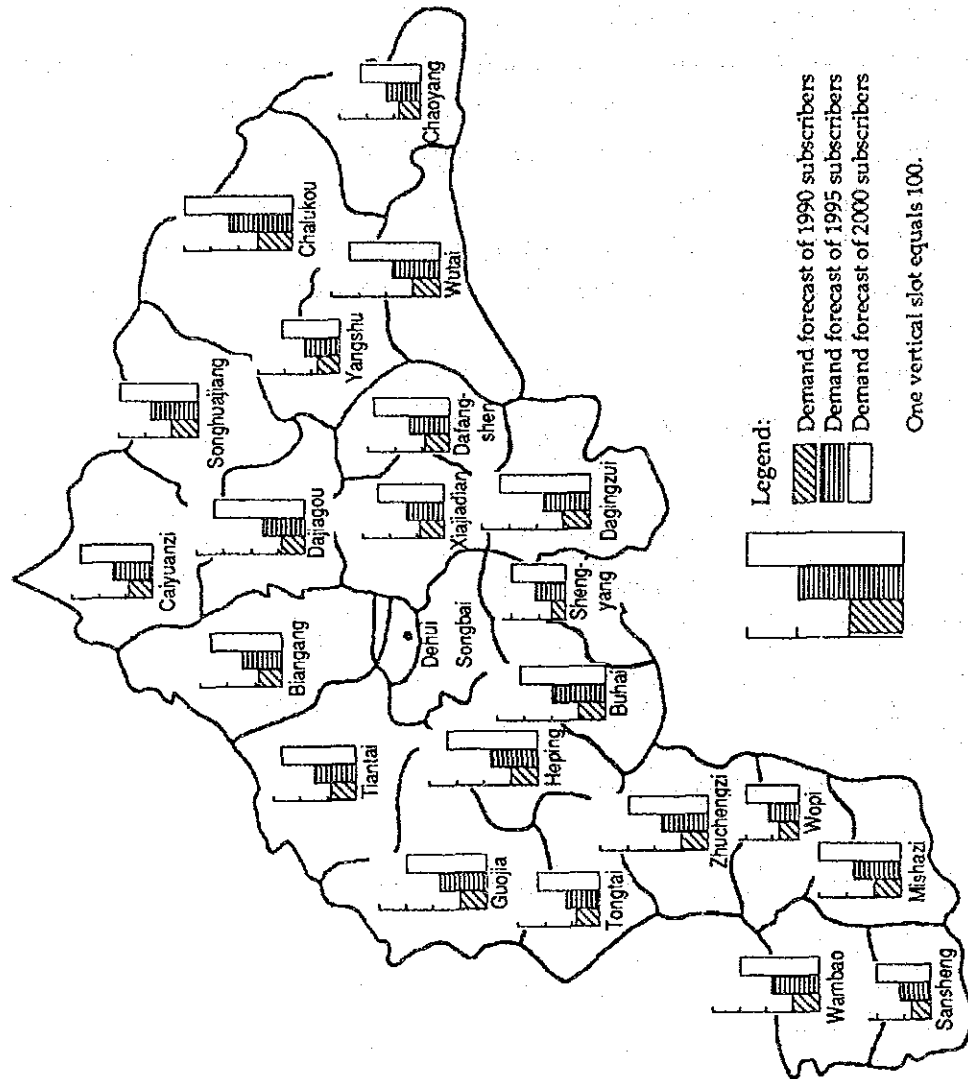 Chaoyang
Chalukou
Wutai
Yangshu
Songhuajiang
Dafang-
shen
Caiyuanzi
Dajiagou
Xiajiadian
Dagingzui
Sheng-
yang
Biangang
Dehui
Songbai
Buhai
Tiantai
Heping
Guojia
Tongtai
Zhuchengzi
Wopi
Mishazi
Wambao
Sansheng
Legend:
Demand forecast of 1990 subscribers
Demand forecast of 1995 subscribers
Demand forecast of 2000 subscribers
One vertical slot equals 100.